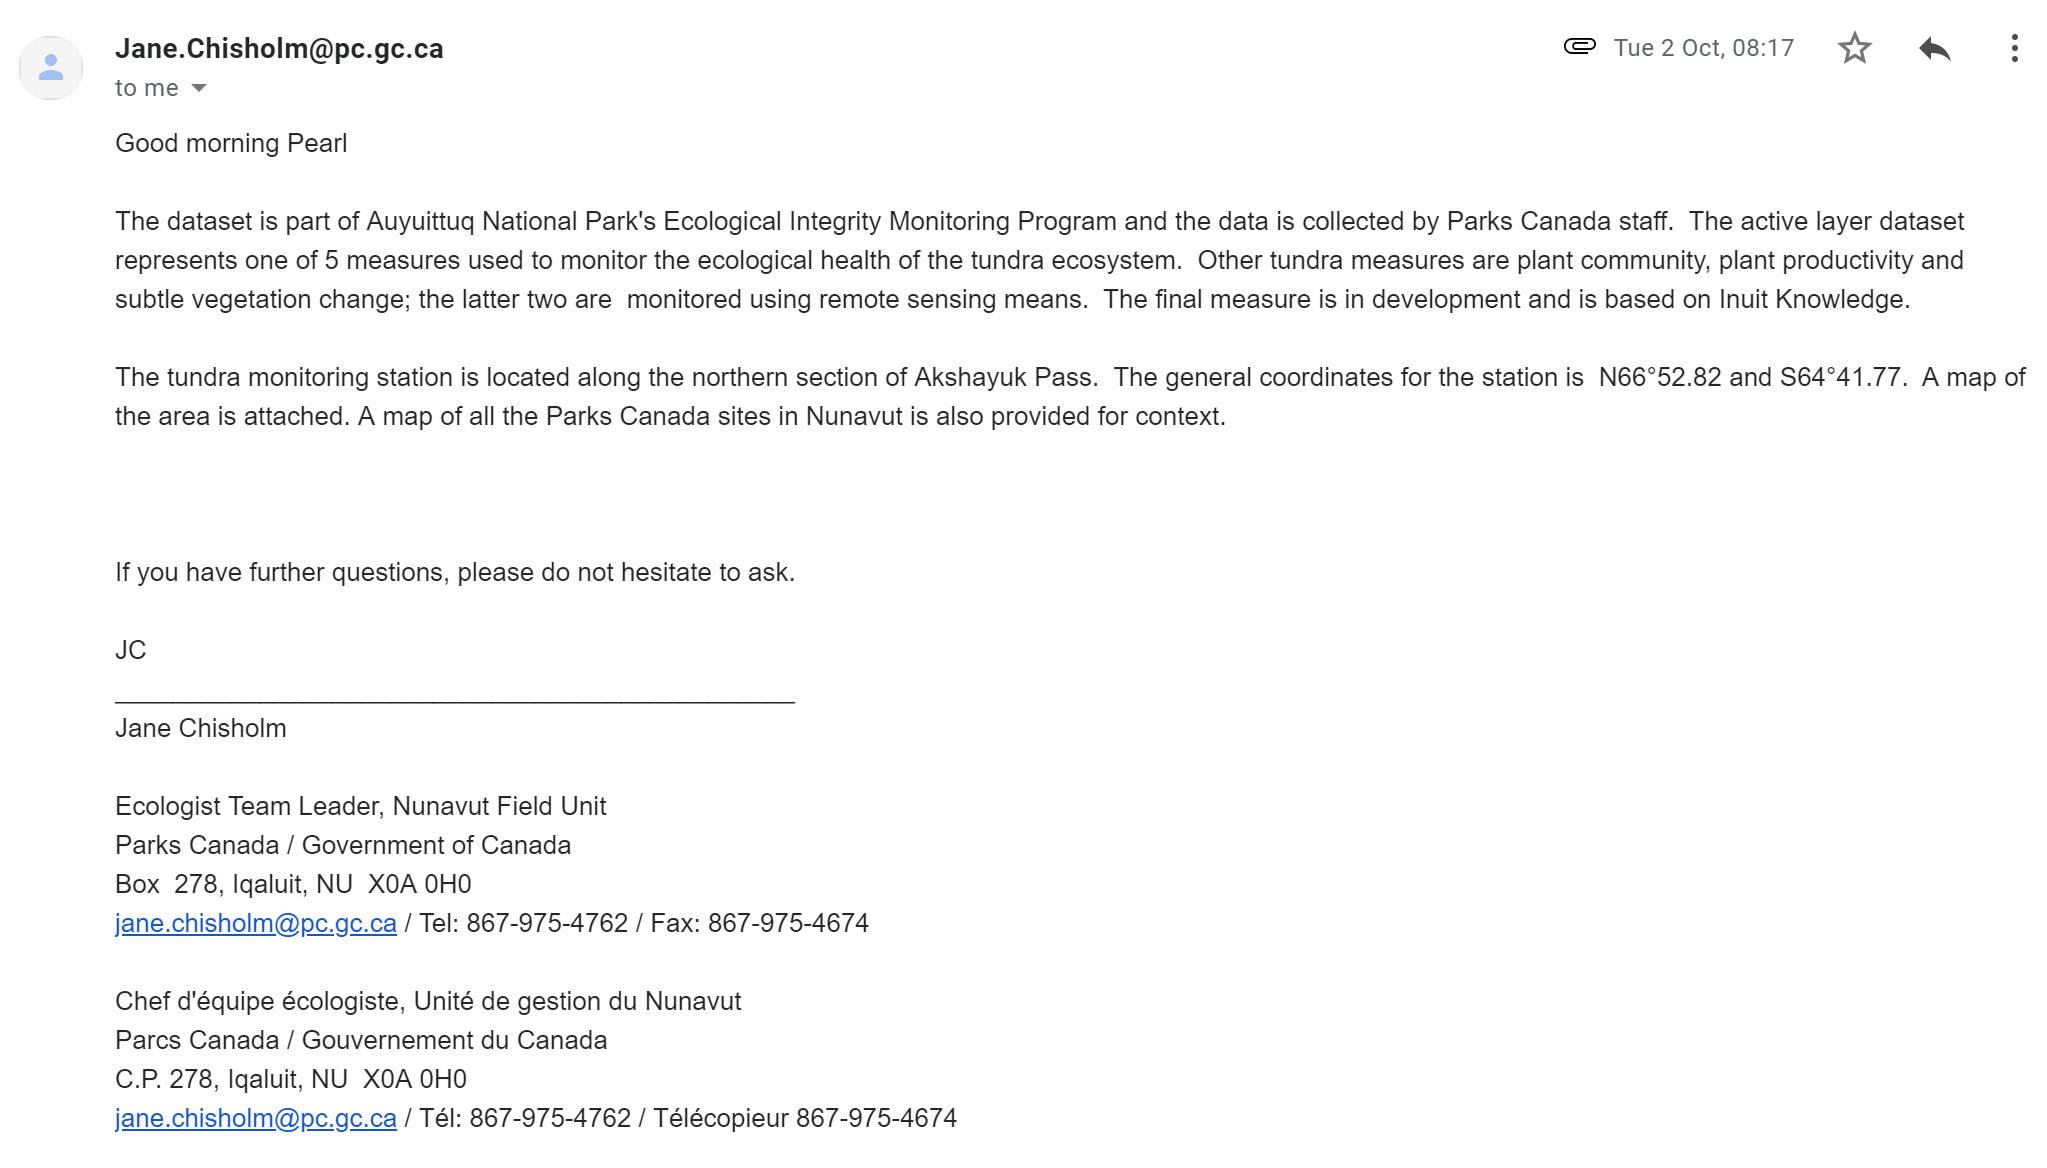 Jane.Chisholm@pc.gc.ca
Tue 2 Oct, 08:17
to me
Good morning Pearl
The dataset is part of Auyuittuq National Park's Ecological Integrity Monitoring Program and the data is collected by Parks Canada staff.  The active layer dataset
represents one of 5 measures used to monitor the ecological health of the tundra ecosystem.  Other tundra measures are plant community, plant productivity and
subtle vegetation change; the latter two are  monitored using remote sensing means.  The final measure is in development and is based on Inuit Knowledge.
The tundra monitoring station is located along the northern section of Akshayuk Pass.  The general coordinates for the station is  N66°52.82 and S64°41.77.  A map of
the area is attached. A map of all the Parks Canada sites in Nunavut is also provided for context.
If you have further questions, please do not hesitate to ask.
JC
Jane Chisholm
Ecologist Team Leader, Nunavut Field Unit
Parks Canada / Government of Canada
Box  278, Iqaluit, NU  X0A 0H0
jane.chisholm@pc.gc.ca / Tel: 867-975-4762 / Fax: 867-975-4674
Chef d'équipe écologiste, Unité de gestion du Nunavut
Parcs Canada / Gouvernement du Canada
C.P. 278, Iqaluit, NU  X0A 0H0
jane.chisholm@pc.gc.ca / Tél: 867-975-4762 / Télécopieur 867-975-4674